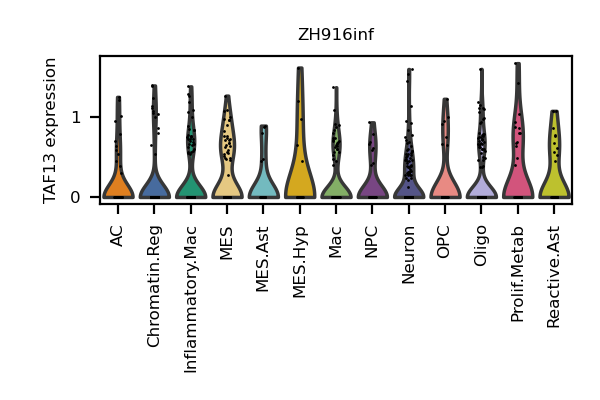 ZH916inf
TAF13 expression
1
0
AC
Chromatin.Reg
Inflammatory.Mac
MES
MES.Ast
MES.Hyp
Mac
NPC
Neuron
OPC
Oligo
Prolif.Metab
Reactive.Ast